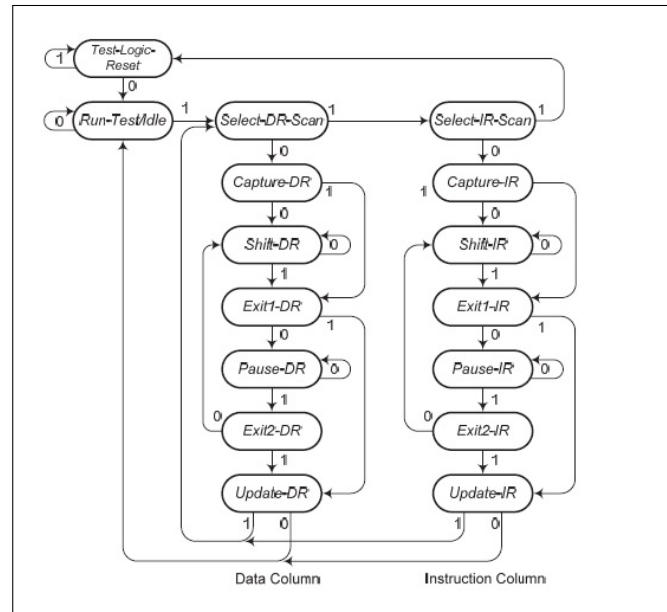 Test-Logic-
Reset
1
0
Run-Test/Idle
0
1
Select-DR-Scan
1
Select-IR-Scan
1
0
0
Capture-DR
1
1
Capture-IR
0
0
Shift-DR
0
Shift-IR
0
1
1
Exit1-DR
1
Exit1-IR
1
0
0
Pause-DR
0
Pause-IR
0
1
1
0
Exit2-DR
0
Exit2-IR
1
1
Update-DR
Update-IR
1
0
1
0
Data Column
Instruction Column